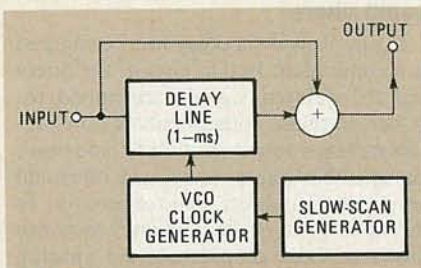 OUTPUT
INPUT
DELAY
LINE
(1-ms)
+
VCO
CLOCK
GENERATOR
SLOW-SCAN
GENERATOR